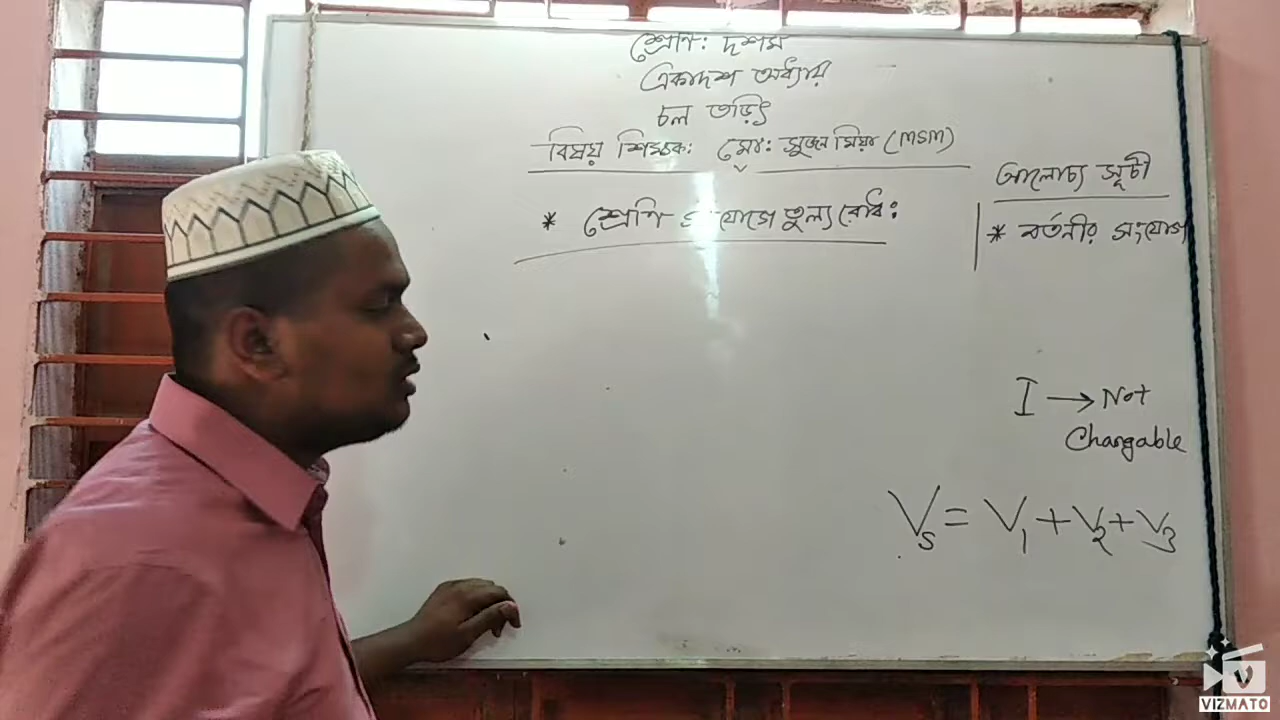 শ্রেণি: দশম
একাদশ অধ্যায়
চল তড়িৎ
বিষয় শিক্ষক: মো: সুজন মিয়া (MSM)
আলোচ্য সূচী
* শ্রেণি সংযোগে তুল্য রোধ:
* বর্তনীর সংযোগ
I → Not
Changable
Vs = V1 + V2 + V3
VIZMATO